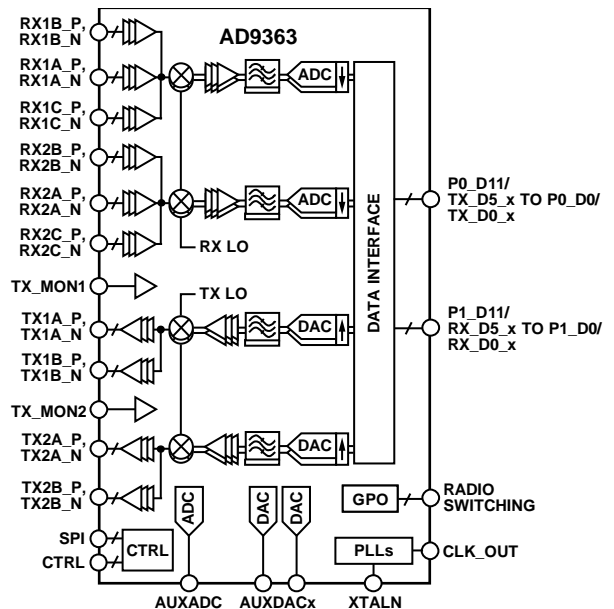 AD9363
RX1B_P,
RX1B_N
RX1A_P,
RX1A_N
RX1C_P,
RX1C_N
RX2B_P,
RX2B_N
RX2A_P,
RX2A_N
RX2C_P,
RX2C_N
TX_MON1
TX1A_P,
TX1A_N
TX1B_P,
TX1B_N
TX_MON2
TX2A_P,
TX2A_N
TX2B_P,
TX2B_N
SPI
CTRL
CTRL
ADC
ADC
RX LO
TX LO
DAC
DAC
DATA INTERFACE
P0_D11/
TX_D5_x TO P0_D0/
TX_D0_x
P1_D11/
RX_D5_x TO P1_D0/
RX_D0_x
ADC
DAC
DAC
GPO
RADIO
SWITCHING
PLLs
CLK_OUT
AUXADC
AUXDACx
XTALN